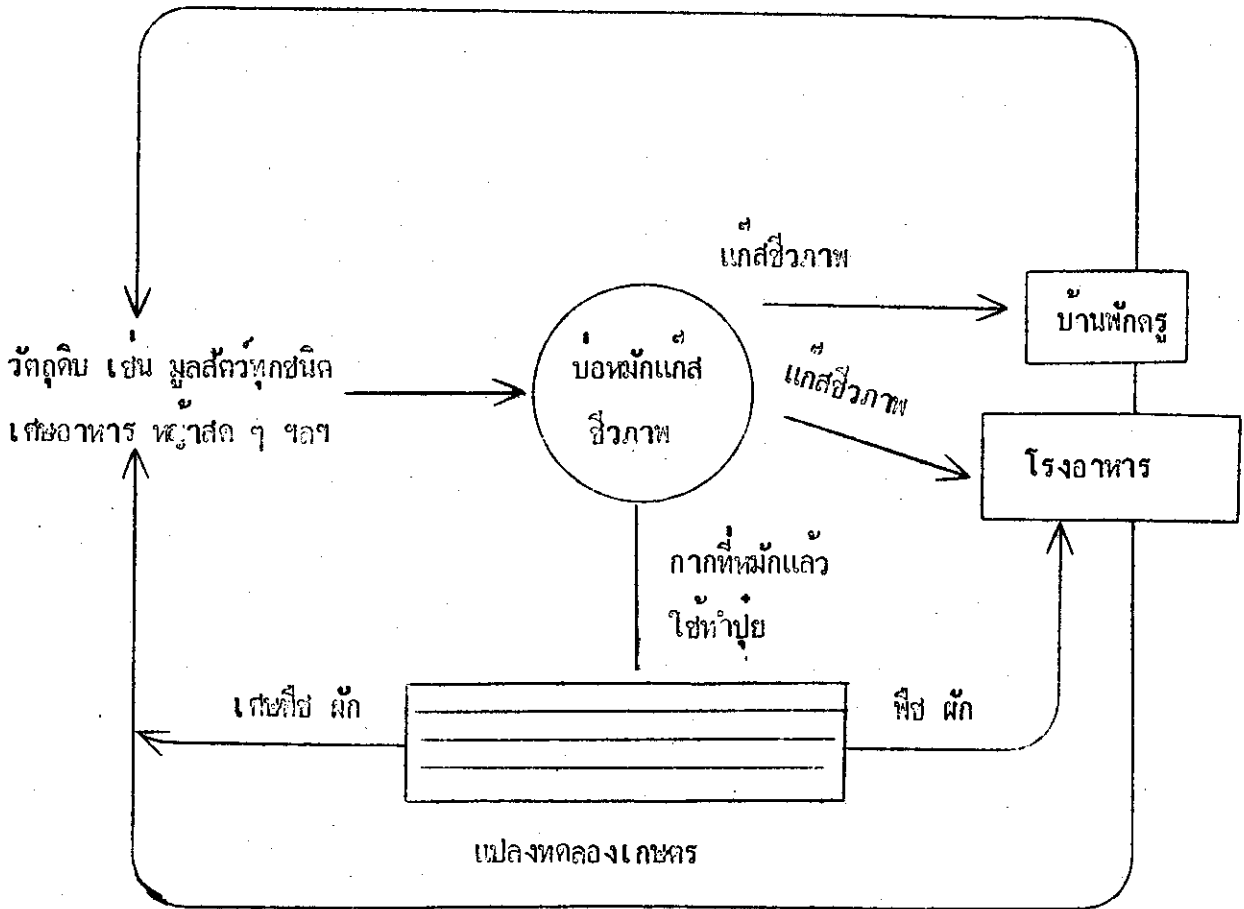 แก๊สชีวภาพ
บ้านพักครู
วัตถุดิบ เช่น มูลสัตว์ทุกชนิด
เศษอาหาร หญ้าสด ๆ ฯลฯ
บ่อหมักแก๊ส
ชีวภาพ
แก๊สชีวภาพ
โรงอาหาร
กากที่หมักแล้ว
ใช้ทำปุ๋ย
เศษพืช ผัก
พืช ผัก
แปลงทดลองเกษตร